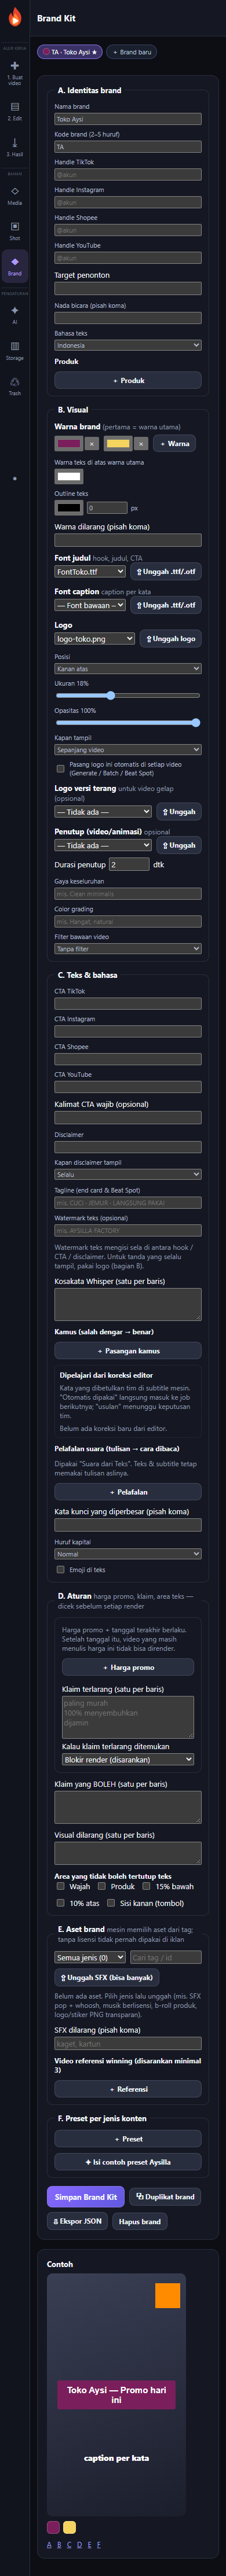 Brand Kit
ALUR KERJA
1. Buat video
2. Edit
3. Hasil
BAHAN
Media
Shot
Brand
PENGATURAN
AI
Storage
Trash
TA · Toko Aysi ★
+ Brand baru
A. Identitas brand
Nama brand
Toko Aysi
Kode brand (2–5 huruf)
TA
Handle TikTok
@akun
Handle Instagram
@akun
Handle Shopee
@akun
Handle YouTube
@akun
Target penonton
Nada bicara (pisah koma)
Bahasa teks
Indonesia
Produk
+ Produk
B. Visual
Warna brand (pertama = warna utama)
×
×
+ Warna
Warna teks di atas warna utama
Outline teks
0 px
Warna dilarang (pisah koma)
Font judul hook, judul, CTA
FontToko.ttf
Unggah .ttf/.otf
Font caption caption per kata
— Font bawaan —
Unggah .ttf/.otf
Logo
logo-toko.png
Unggah logo
Posisi
Kanan atas
Ukuran 18%
Opasitas 100%
Kapan tampil
Sepanjang video
Pasang logo ini otomatis di setiap video
(Generate / Batch / Beat Spot)
Logo versi terang untuk video gelap
(opsional)
— Tidak ada —
Unggah
Penutup (video/animasi) opsional
— Tidak ada —
Unggah
Durasi penutup 2 dtk
Gaya keseluruhan
mis. Clean minimalis
Color grading
mis. Hangat, natural
Filter bawaan video
Tanpa filter
C. Teks & bahasa
CTA TikTok
CTA Instagram
CTA Shopee
CTA YouTube
Kalimat CTA wajib (opsional)
Disclaimer
Kapan disclaimer tampil
Selalu
Tagline (end card & Beat Spot)
mis. CUCI · JEMUR · LANGSUNG PAKAI
Watermark teks (opsional)
mis. AYSILLA FACTORY
Watermark teks mengisi sela di antara hook /
CTA / disclaimer. Untuk tanda yang selalu
tampil, pakai logo (bagian B).
Kosakata Whisper (satu per baris)
Kamus (salah dengar → benar)
+ Pasangan kamus
Dipelajari dari koreksi editor
Kata yang dibetulkan tim di subtitle mesin.
"Otomatis dipakai" langsung masuk ke job
berikutnya; "usulan" menunggu keputusan
tim.
Belum ada koreksi baru dari editor.
Pelafalan suara (tulisan → cara dibaca)
Dipakai "Suara dari Teks". Teks & subtitle tetap
memakai tulisan aslinya.
+ Pelafalan
Kata kunci yang diperbesar (pisah koma)
Huruf kapital
Normal
Emoji di teks
D. Aturan harga promo, klaim, area teks —
dicek sebelum setiap render
Harga promo + tanggal terakhir berlaku.
Setelah tanggal itu, video yang masih
menulis harga ini tidak bisa dirender.
+ Harga promo
Klaim terlarang (satu per baris)
paling murah
100% menyembuhkan
dijamin
Kalau klaim terlarang ditemukan
Blokir render (disarankan)
Klaim yang BOLEH (satu per baris)
Visual dilarang (satu per baris)
Area yang tidak boleh tertutup teks
Wajah Produk 15% bawah
10% atas Sisi kanan (tombol)
E. Aset brand mesin memilih aset dari tag;
tanpa lisensi tidak pernah dipakai di iklan
Semua jenis (0)
Cari tag / id
Unggah SFX (bisa banyak)
Belum ada aset. Pilih jenis lalu unggah (mis. SFX
pop + whoosh, musik berlisensi, b-roll produk,
logo/stiker PNG transparan).
SFX dilarang (pisah koma)
kaget, kartun
Video referensi winning (disarankan minimal
3)
+ Referensi
F. Preset per jenis konten
+ Preset
✦ Isi contoh preset Aysilla
Simpan Brand Kit
Duplikat brand
Ekspor JSON
Hapus brand
Contoh
Toko Aysi — Promo hari
ini
caption per kata
A B C D E F